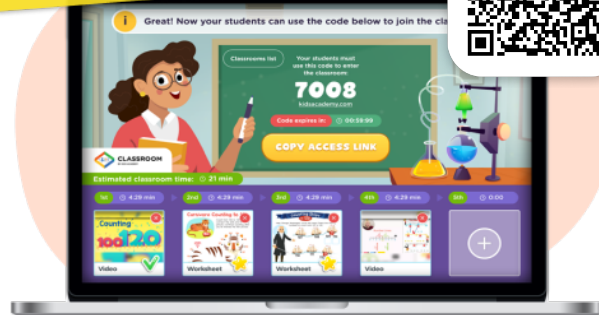 i
Great! Now your students can use the code below to join the cla
Classrooms list
Your students must
use this code to enter
the classroom
7008
kidsacademy.com
Code expires in: 00:59:99
COPY ACCESS LINK
CLASSROOM
Estimated classroom time: 21 min
1st 4:29 min
2nd 4:29 min
3rd 4:29 min
4th 4:29 min
5th 0:00
Counting
100 120
Video
Worksheet
Worksheet
Video